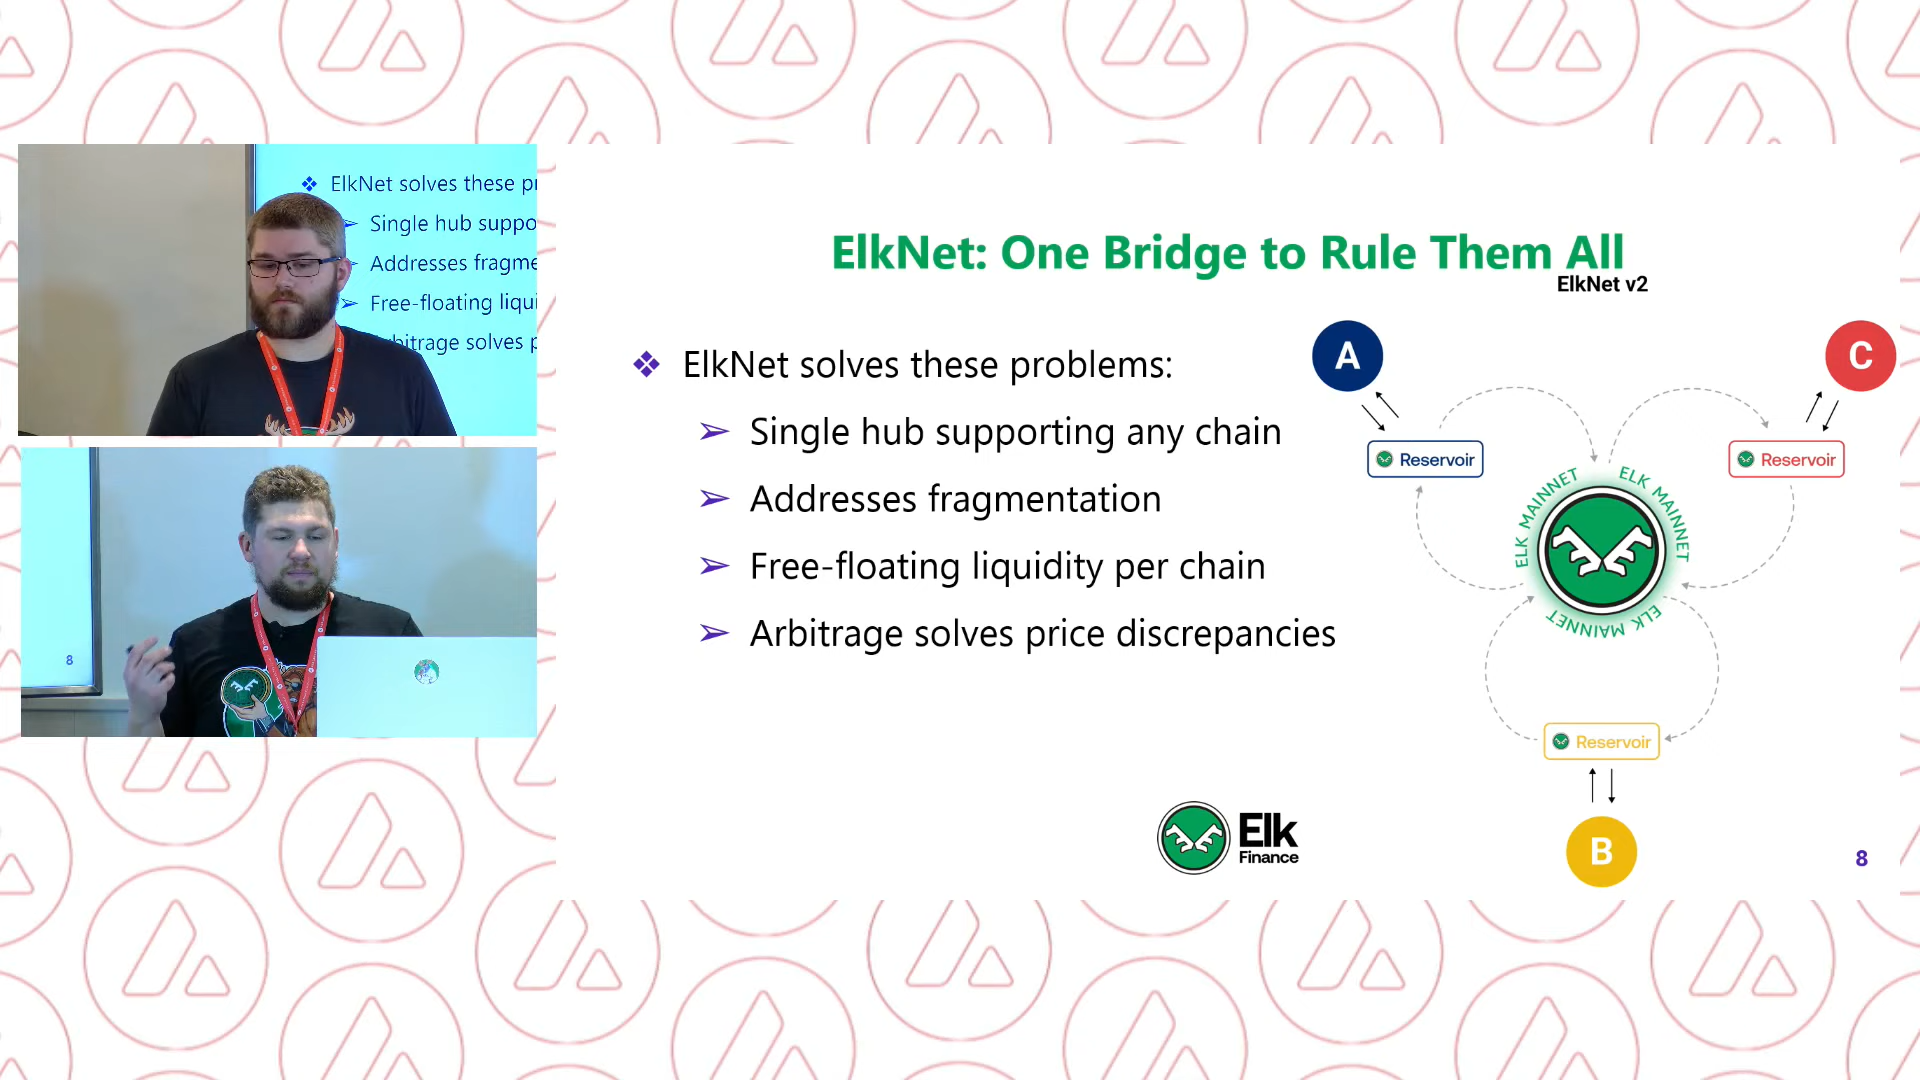 ElkNet solves these pr
Single hub suppo
Addresses fragme
Free-floating liqui
bitrage solves p
8
ElkNet: One Bridge to Rule Them All
ElkNet v2
ElkNet solves these problems:
Single hub supporting any chain
Addresses fragmentation
Free-floating liquidity per chain
Arbitrage solves price discrepancies
A
C
Reservoir
Reservoir
ELK MAINNET
ELK MAINNET
ELK MAINNET
Reservoir
B
Elk
Finance
8